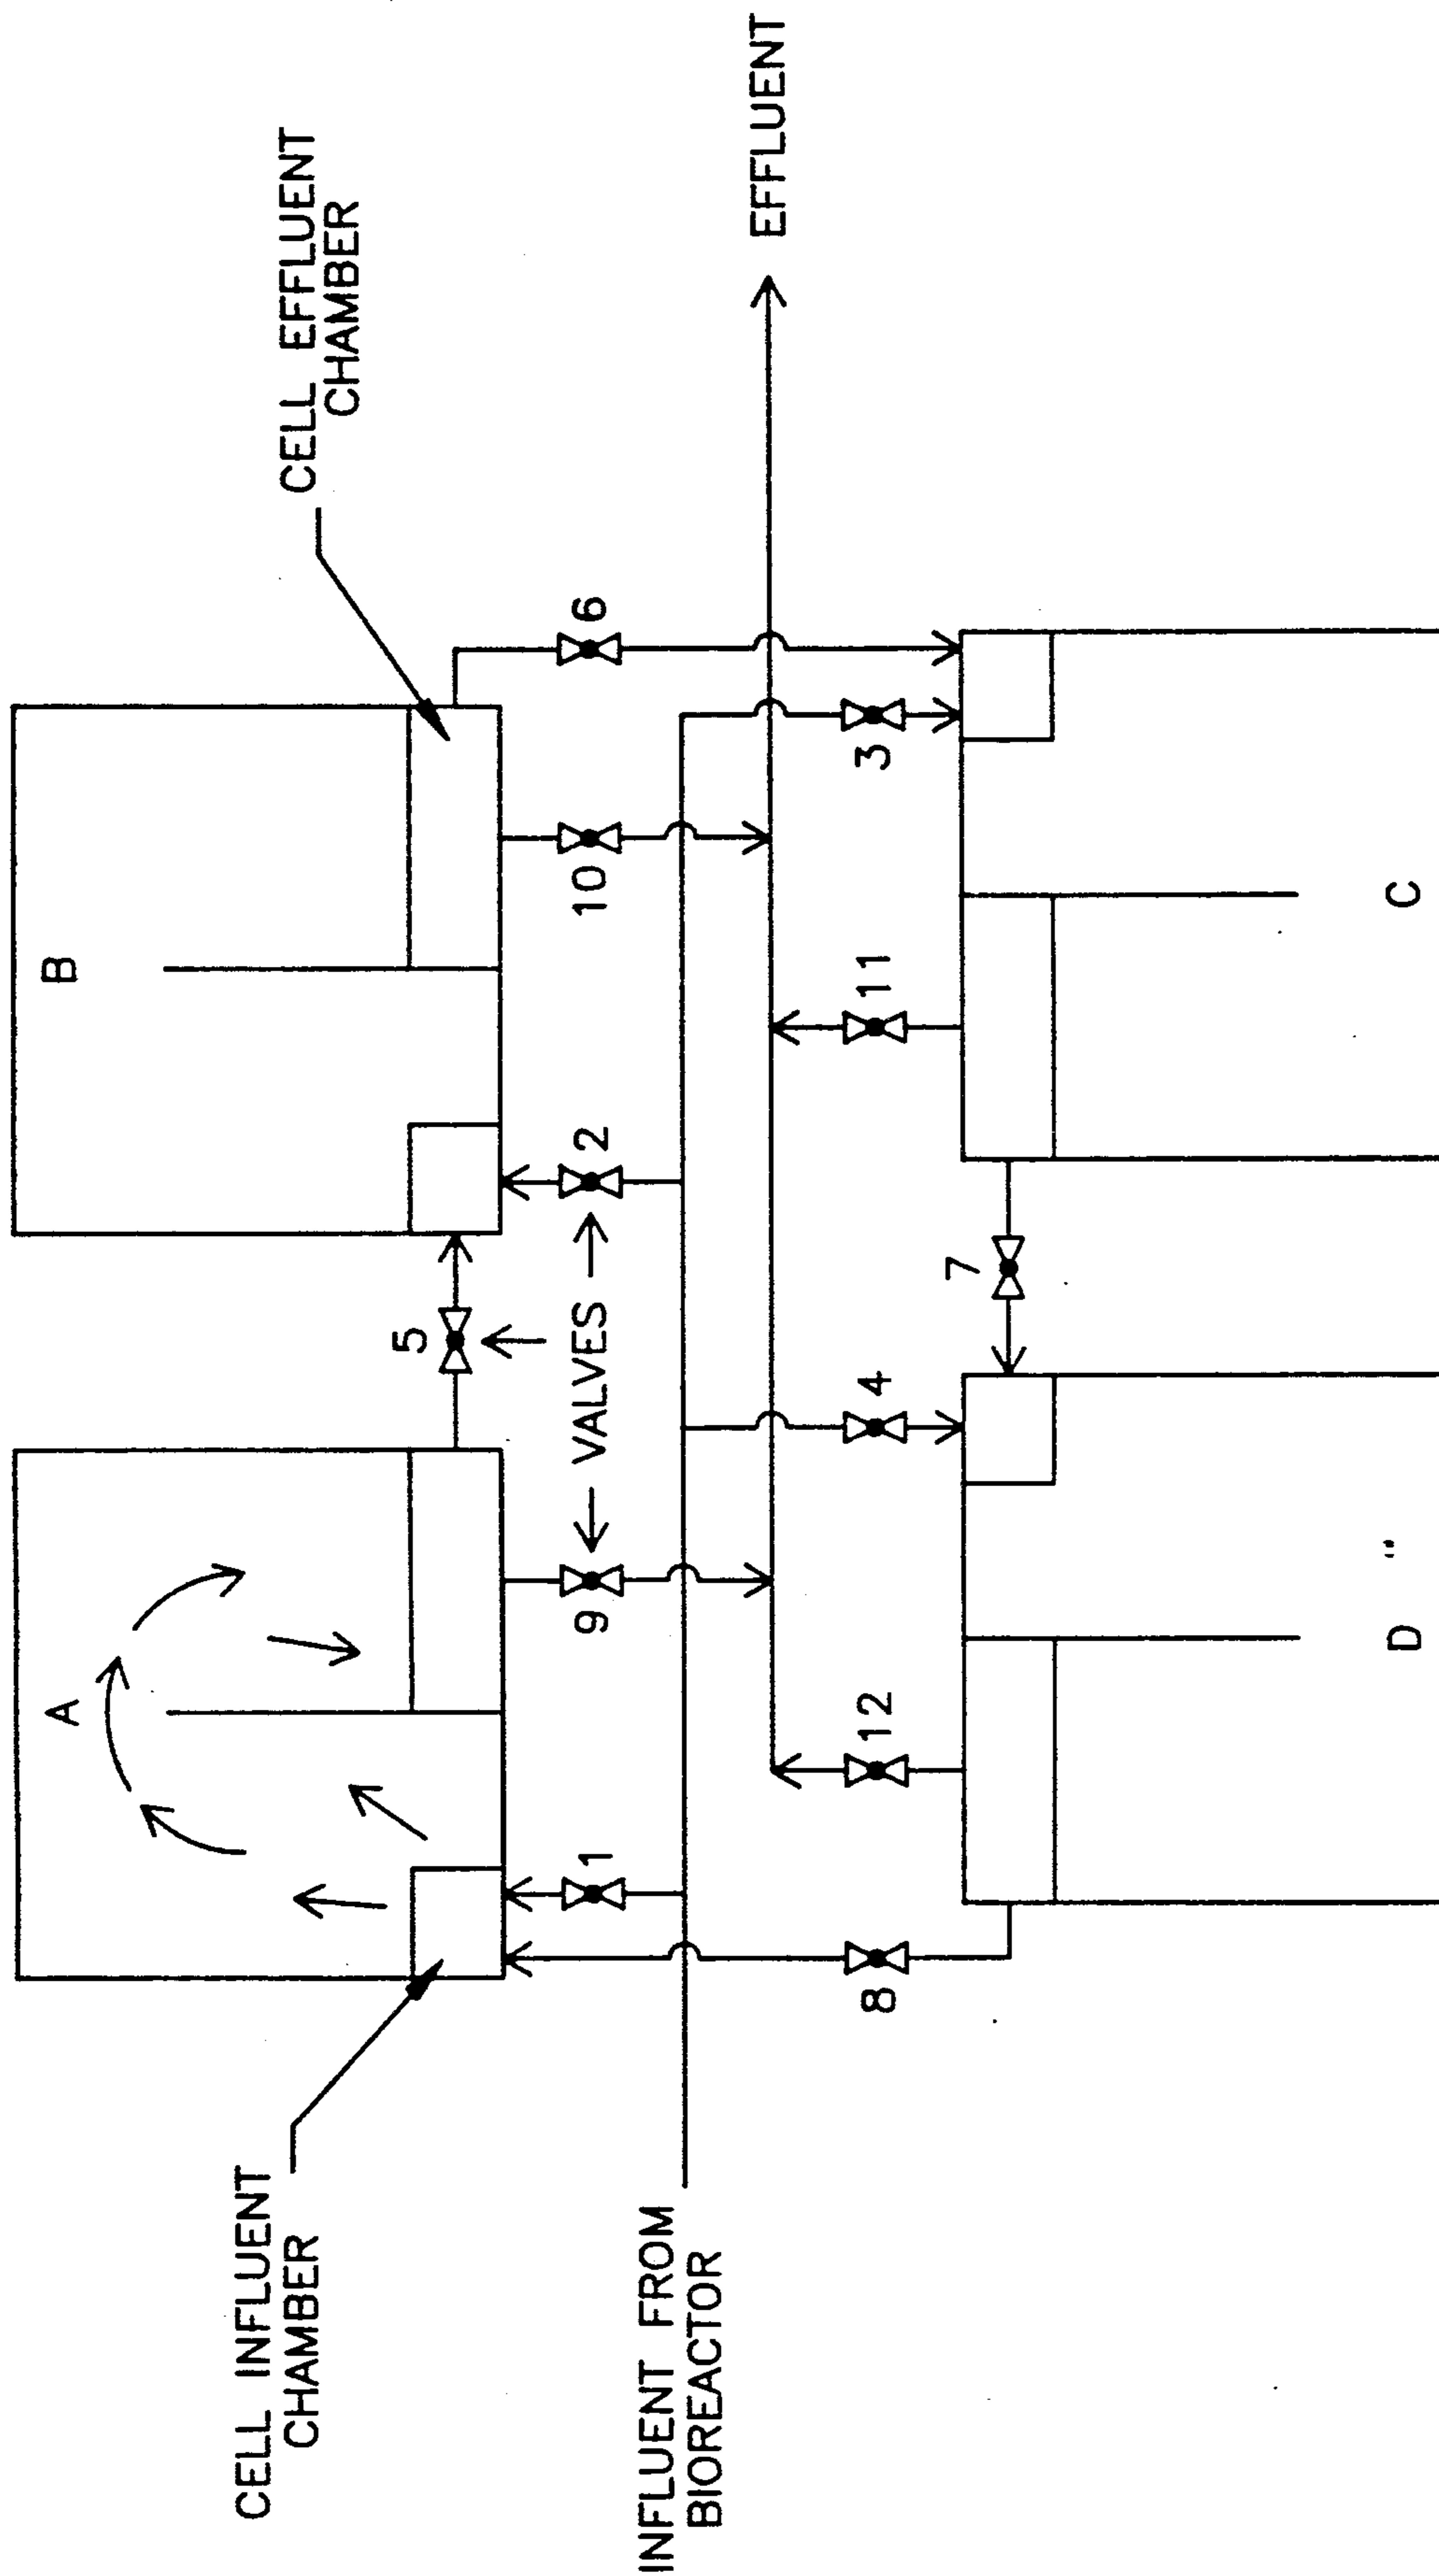 CELL INFLUENT
CHAMBER
A
5
B
CELL EFFLUENT
CHAMBER
1
9
VALVES
2
10
6
INFLUENT FROM
BIOREACTOR
EFFLUENT
8
12
4
11
3
7
D
C